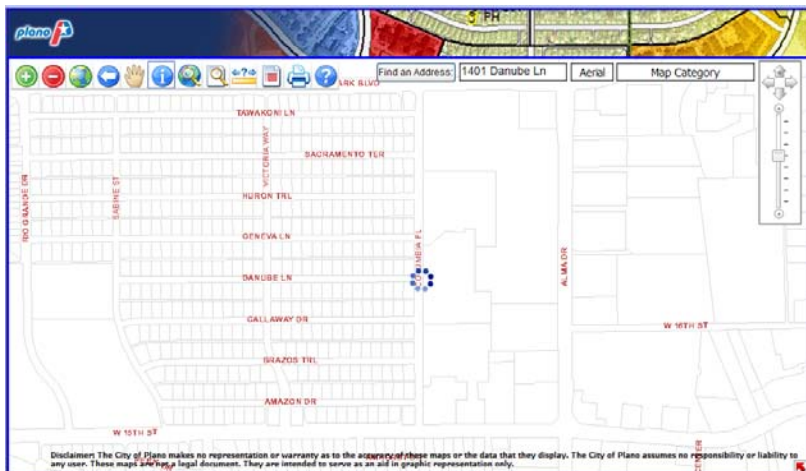 plano
PH
Find an Address:
1401 Danube Ln
Aerial
Map Category
ARK BLVD
TAWAKONI LN
VICTORIA WAY
SACRAMENTO TER
RIO GRANDE DR
SABINE ST
HURON TRL
GENEVA LN
COLUMBIA PL
DANUBE LN
ALMA DR
CALLAWAY DR
W 16TH ST
BRAZOS TRL
AMAZON DR
W 15TH ST
Disclaimer: The City of Plano makes no representation or warranty as to the accuracy of these maps or the data that they display. The City of Plano assumes no responsibility or liability to
any user. These maps are not a legal document. They are intended to serve as an aid in graphic representation only.